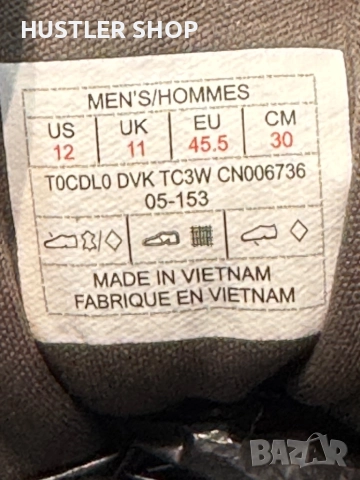 HUSTLER SHOP
MEN'S/HOMMES
US UK EU CM
12 11 45.5 30
T0CDL0 DVK TC3W CN006736
05-153
MADE IN VIETNAM
FABRIQUE EN VIETNAM
BAZAR